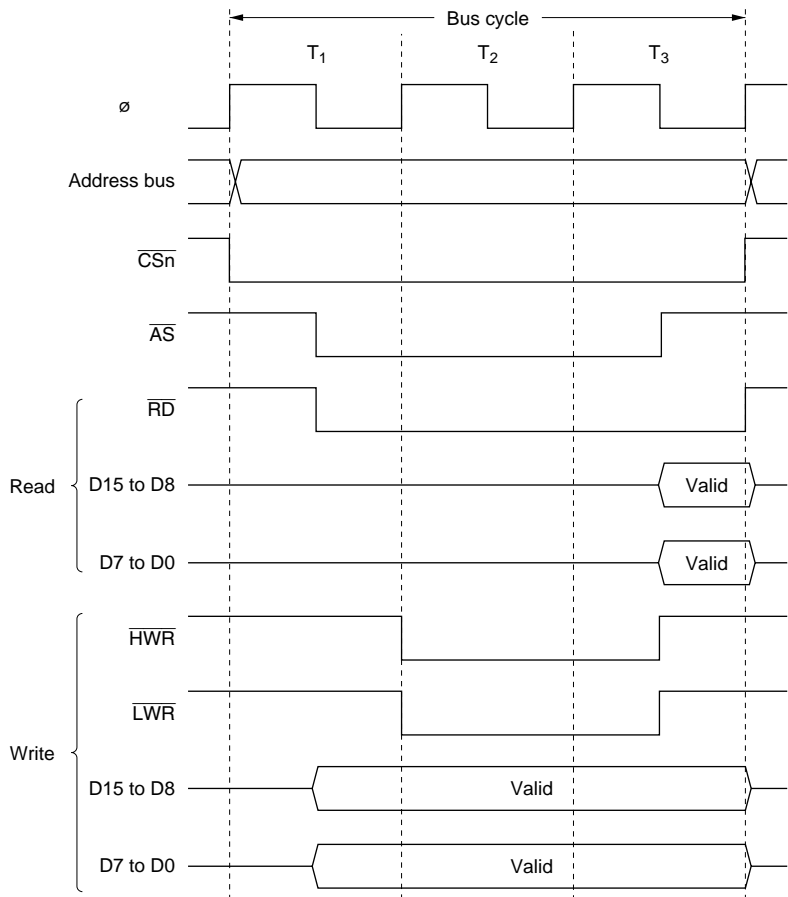 Bus cycle
T1 T2 T3
ø
Address bus
CSn
AS
RD
Read
D15 to D8 Valid
D7 to D0 Valid
HWR
LWR
Write
D15 to D8 Valid
D7 to D0 Valid